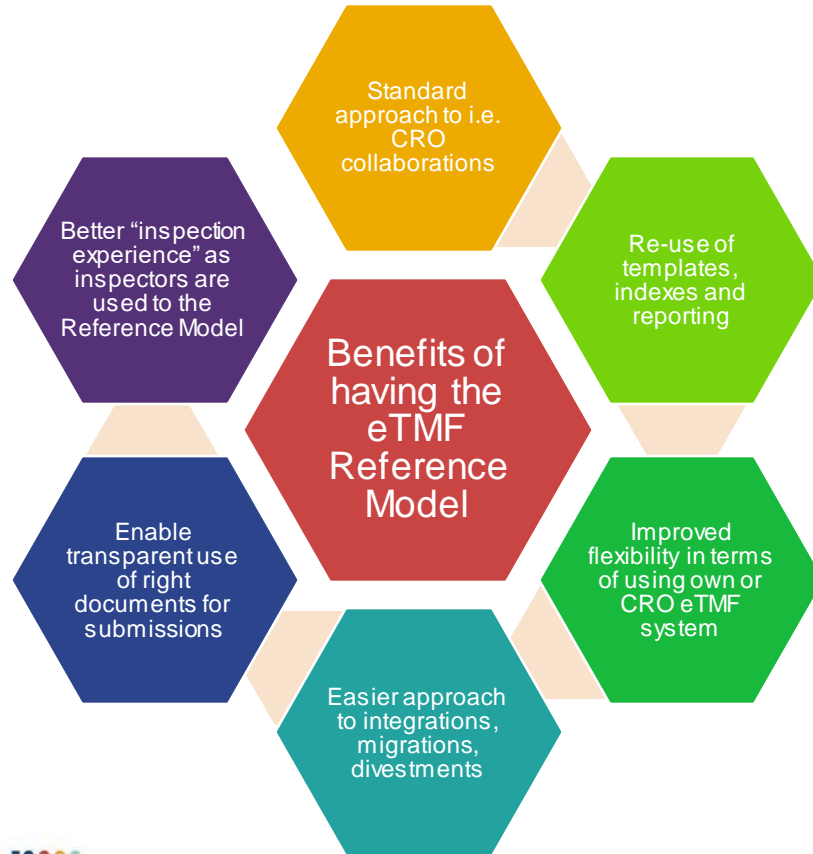 Standard
approach to i.e.
CRO
collaborations
Re-use of
templates,
indexes and
reporting
Improved
flexibility in terms
of using own or
CRO eTMF
system
Easier approach
to integrations,
migrations,
divestments
Enable
transparent use
of right
documents for
submissions
Better “inspection
experience” as
inspectors are
used to the
Reference Model
Benefits of
having the
eTMF
Reference
Model